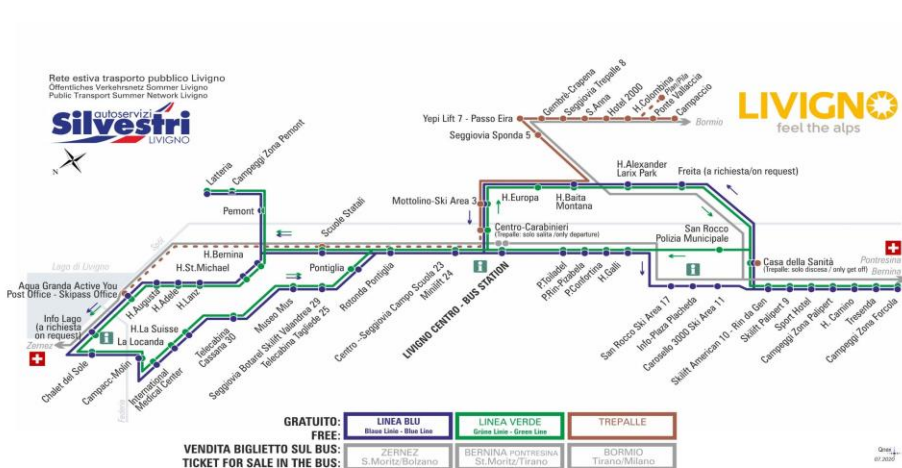 Rete estiva trasporto pubblico Livigno
Öffentliches Verkehrsnetz Sommer Livigno
Public Transport Summer Network Livigno
autoservizi
Silvestri
LIVIGNO
LIVIGNO
feel the alps
Yepi Lift 7 - Passo Eira
Seggiovia Sponda 5
Gembré-Crapena
Seggiovia Trepalle 8
S.Anna
Hotel 2000
H.Colombina
Plan/Pila
Ponte Vallaccia
Campaccio
Bormio
Latteria
Campeggi Zona Pemont
Pemont
Scuole Statali
Mottolino-Ski Area 3
H.Europa
H.Baita
Montana
H.Alexander
Larix Park
Freita (a richiesta/on request)
Centro-Carabinieri
(Trepalle: solo salita /only departure)
San Rocco
Polizia Municipale
Casa della Sanità
(Trepalle: solo discesa / only get off)
Pontresina
Bernina
Spöl
Lago di Livigno
H.Bernina
H.St.Michael
Pontiglia
Aqua Granda Active You
Post Office - Skipass Office
H.Augusta
H.Adele
H.Lanz
Info Lago
(a richiesta
on request)
Zernez
H.La Suisse
La Locanda
Chalet del Sole
Campacc-Molin
Federia
International
Medical Center
Telecabina
Cassana 30
Museo Mus
Seggiovia Botarel Skilift Valandrea 29
Telecabina Tagliede 25
Rotonda Pontiglia
Centro -Seggiovia Campo Scuola 23
Minilift 24
LIVIGNO CENTRO - BUS STATION
P.Toiladel
P.Rin-Pizabela
P.Confortina
H.Galli
San Rocco Ski Area 17
Info-Plaza Placheda
Carosello 3000 Ski Area 11
Skilift American 10 - Rin da Gen
Skilift Palipert 9
Sport Hotel
Campeggi Zona Palipert
H. Camino
Tresenda
Campeggi Zona Forcola
GRATUITO:
FREE:
LINEA BLU
Blaue Linie - Blue Line
LINEA VERDE
Grüne Linie - Green Line
TREPALLE
VENDITA BIGLIETTO SUL BUS:
TICKET FOR SALE IN THE BUS:
ZERNEZ
S.Moritz/Bolzano
BERNINA PONTRESINA
St.Moritz/Tirano
BORMIO
Tirano/Milano
07.2020